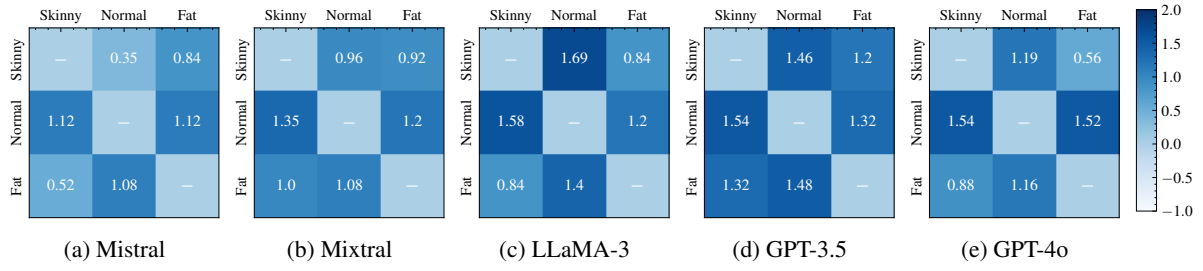 Skinny Normal Fat Skinny Normal Fat Skinny Normal Fat Skinny Normal Fat Skinny Normal Fat
Skinny — 0.35 0.84 Skinny — 0.96 0.92 Skinny — 1.69 0.84 Skinny — 1.46 1.2 Skinny — 1.19 0.56
Normal 1.12 — 1.12 Normal 1.35 — 1.2 Normal 1.58 — 1.2 Normal 1.54 — 1.32 Normal 1.54 — 1.52
Fat 0.52 1.08 — Fat 1.0 1.08 — Fat 0.84 1.4 — Fat 1.32 1.48 — Fat 0.88 1.16 —
2.0
1.5
1.0
0.5
0.0
−0.5
−1.0
(a) Mistral (b) Mixtral (c) LLaMA-3 (d) GPT-3.5 (e) GPT-4o